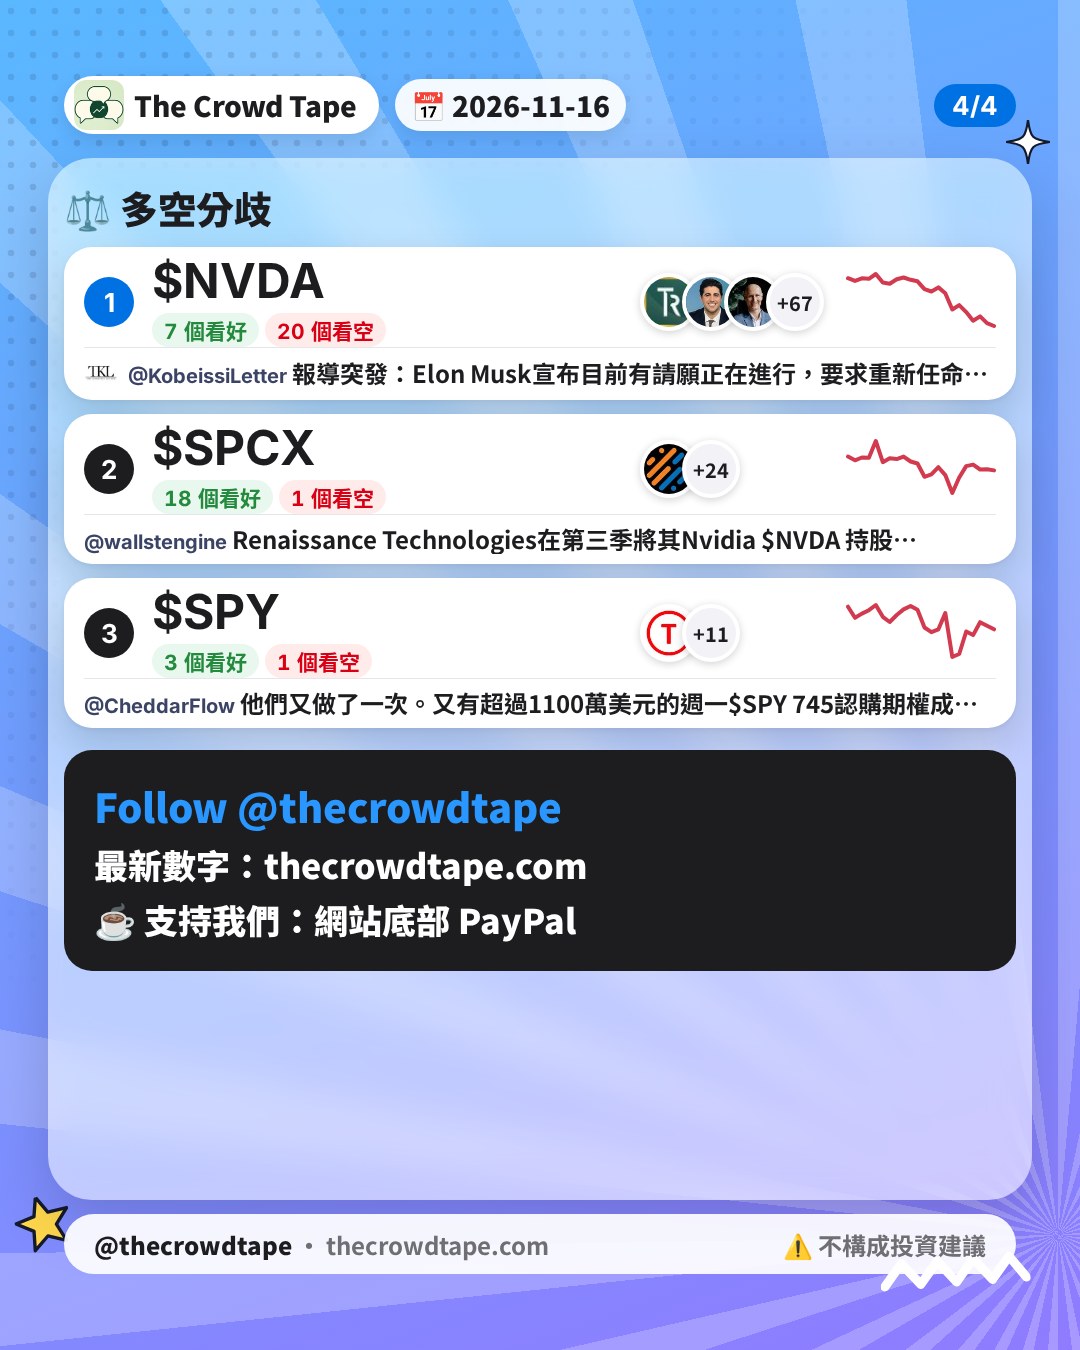 The Crowd Tape
2026-11-16
4/4
多空分歧
1
$NVDA
7 個看好
20 個看空
+67
TKL
@KobeissiLetter 報導突發：Elon Musk宣布目前有請願正在進行，要求重新任命…
2
$SPCX
18 個看好
1 個看空
+24
@wallstengine Renaissance Technologies在第三季將其Nvidia $NVDA 持股…
3
$SPY
3 個看好
1 個看空
T
+11
@CheddarFlow 他們又做了一次。又有超過1100萬美元的週一$SPY 745認購期權成…
Follow @thecrowdtape
最新數字：thecrowdtape.com
支持我們：網站底部 PayPal
@thecrowdtape • thecrowdtape.com
不構成投資建議